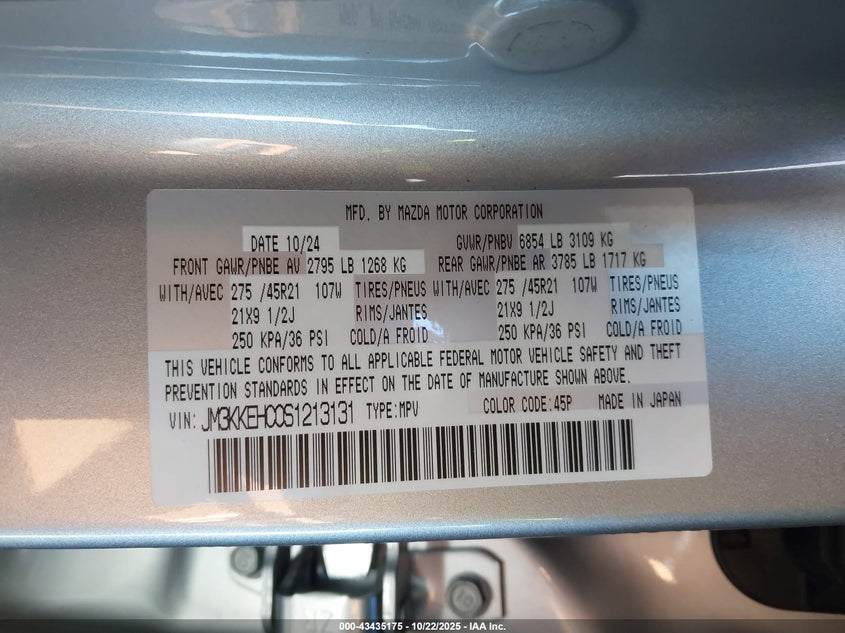 MFD. BY MAZDA MOTOR CORPORATION
DATE 10/24 GVWR/PNBV 6854 LB 3109 KG
FRONT GAWR/PNBE AV 2795 LB 1268 KG REAR GAWR/PNBE AR 3785 LB 1717 KG
WITH/AVEC 275 /45R21 107W TIRES/PNEUS WITH/AVEC 275 /45R21 107W TIRES/PNEUS
21X9 1/2J RIMS/JANTES 21X9 1/2J RIMS/JANTES
250 KPA/36 PSI COLD/A FROID 250 KPA/36 PSI COLD/A FROID
THIS VEHICLE CONFORMS TO ALL APPLICABLE FEDERAL MOTOR VEHICLE SAFETY AND THEFT
PREVENTION STANDARDS IN EFFECT ON THE DATE OF MANUFACTURE SHOWN ABOVE.
VIN: JM3KKEHC0S1213131 TYPE:MPV COLOR CODE:45P MADE IN JAPAN
000-43435175 - 10/22/2025 - IAA Inc.